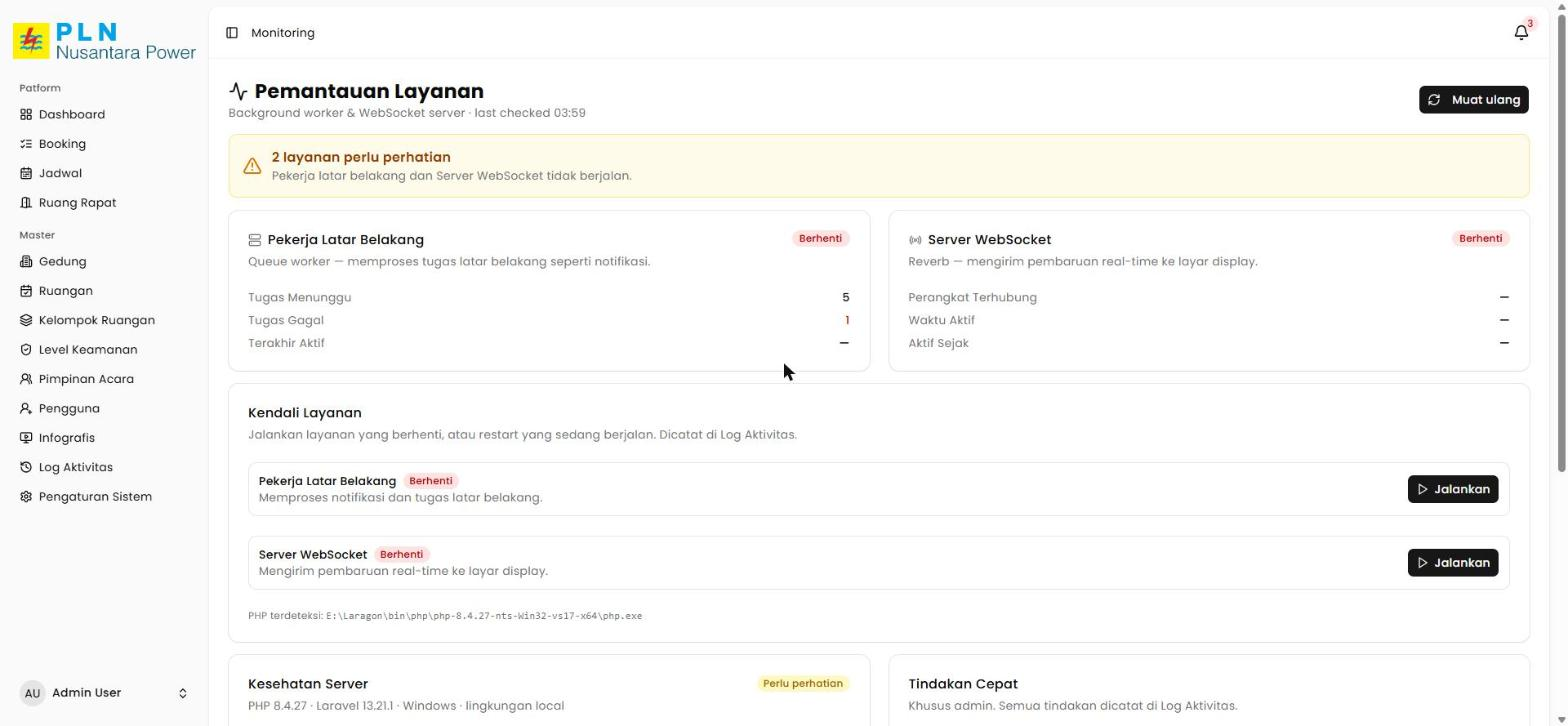 PLN
Nusantara Power
Monitoring
3
Patform
Dashboard
Booking
Jadwal
Ruang Rapat
Master
Gedung
Ruangan
Kelompok Ruangan
Level Keamanan
Pimpinan Acara
Pengguna
Infografis
Log Aktivitas
Pengaturan Sistem
AU Admin User
Pemantauan Layanan
Background worker & WebSocket server · last checked 03:59
Muat ulang
2 layanan perlu perhatian
Pekerja latar belakang dan Server WebSocket tidak berjalan.
Pekerja Latar Belakang Berhenti
Queue worker — memproses tugas latar belakang seperti notifikasi.
Tugas Menunggu 5
Tugas Gagal 1
Terakhir Aktif —
Server WebSocket Berhenti
Reverb — mengirim pembaruan real-time ke layar display.
Perangkat Terhubung —
Waktu Aktif —
Aktif Sejak —
Kendali Layanan
Jalankan layanan yang berhenti, atau restart yang sedang berjalan. Dicatat di Log Aktivitas.
Pekerja Latar Belakang Berhenti
Memproses notifikasi dan tugas latar belakang.
Jalankan
Server WebSocket Berhenti
Mengirim pembaruan real-time ke layar display.
Jalankan
PHP terdeteksi: E:\Laragon\bin\php\php-8.4.27-nts-Win32-vs17-x64\php.exe
Kesehatan Server Perlu perhatian
PHP 8.4.27 · Laravel 13.21.1 · Windows · lingkungan local
Tindakan Cepat
Khusus admin. Semua tindakan dicatat di Log Aktivitas.